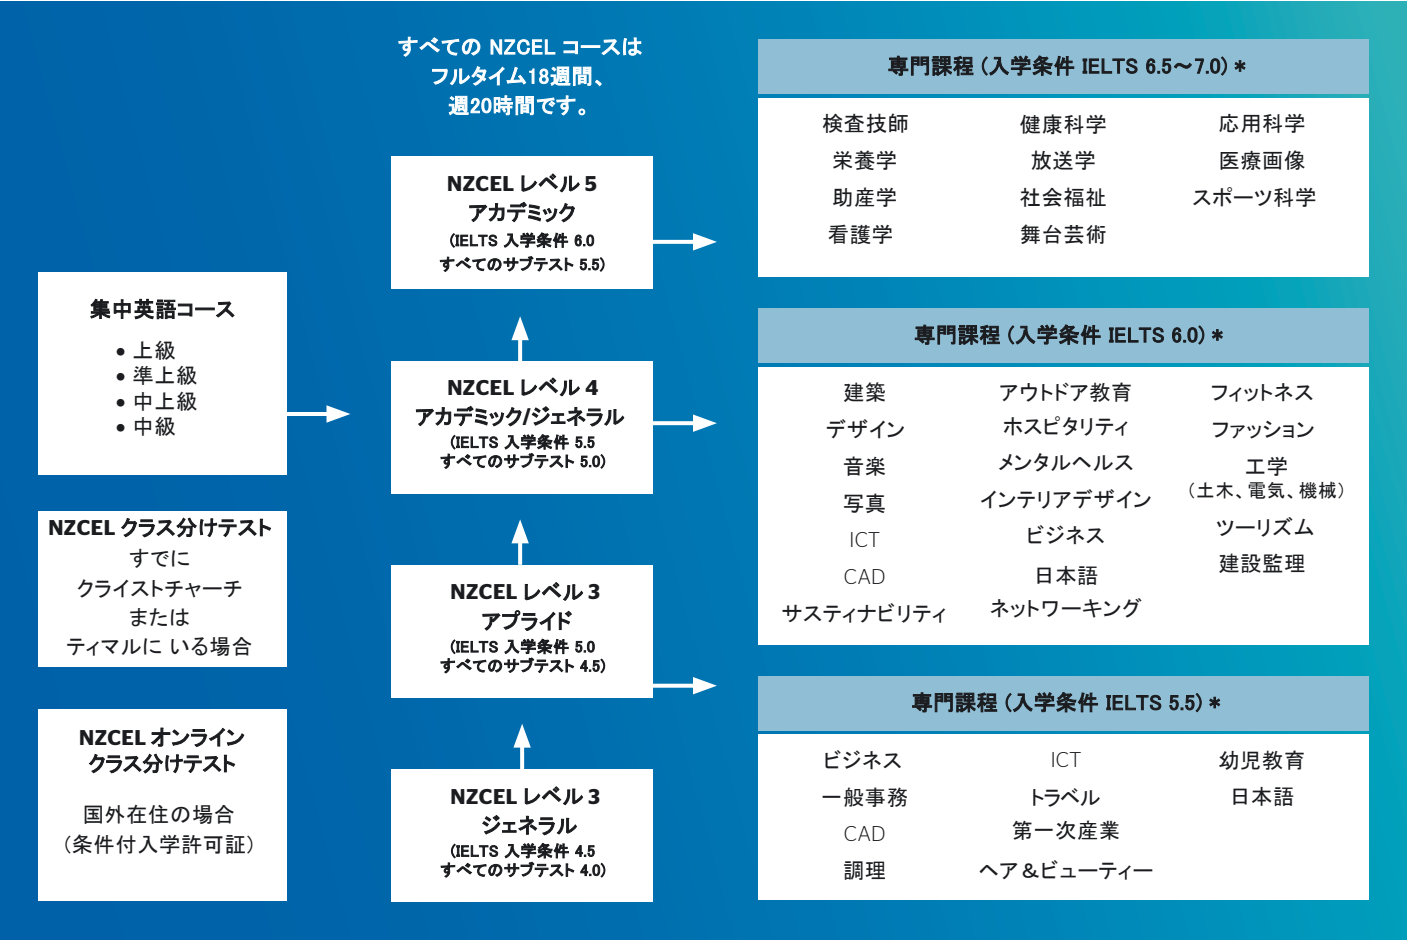 すべての NZCEL コースは
フルタイム18週間、
週20時間です。
集中英語コース
• 上級
• 準上級
• 中上級
• 中級
NZCEL クラス分けテスト
すでに
クライストチャーチ
または
ティマルに いる場合
NZCEL オンライン
クラス分けテスト
国外在住の場合
（条件付入学許可証）
NZCEL レベル 5
アカデミック
(IELTS 入学条件 6.0
すべてのサブテスト 5.5)
NZCEL レベル 4
アカデミック/ジェネラル
(IELTS 入学条件 5.5
すべてのサブテスト 5.0)
NZCEL レベル 3
アプライド
(IELTS 入学条件 5.0
すべてのサブテスト 4.5)
NZCEL レベル 3
ジェネラル
(IELTS 入学条件 4.5
すべてのサブテスト 4.0)
専門課程 (入学条件 IELTS 6.5～7.0) *
検査技師
栄養学
助産学
看護学
健康科学
放送学
社会福祉
舞台芸術
応用科学
医療画像
スポーツ科学
専門課程 (入学条件 IELTS 6.0) *
建築
デザイン
音楽
写真
ICT
CAD
サスティナビリティ
アウトドア教育
ホスピタリティ
メンタルヘルス
インテリアデザイン
ビジネス
日本語
ネットワーキング
フィットネス
ファッション
工学
（土木、電気、機械）
ツーリズム
建設監理
専門課程 (入学条件 IELTS 5.5) *
ビジネス
一般事務
CAD
調理
ICT
トラベル
第一次産業
ヘア＆ビューティー
幼児教育
日本語